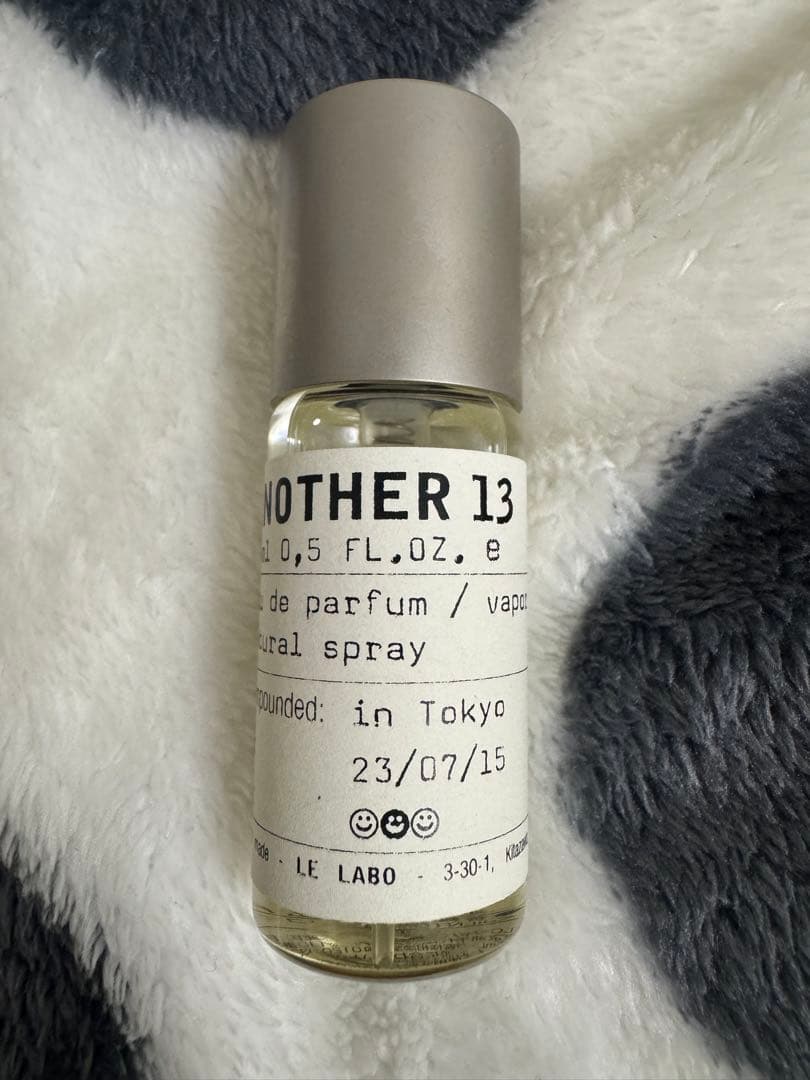 NOTHER 13
0,5 FL.OZ. e
de parfum / vapo
ural spray
pounded: in Tokyo
23/07/15
made - LE LABO - 3-30-1, Kitaza